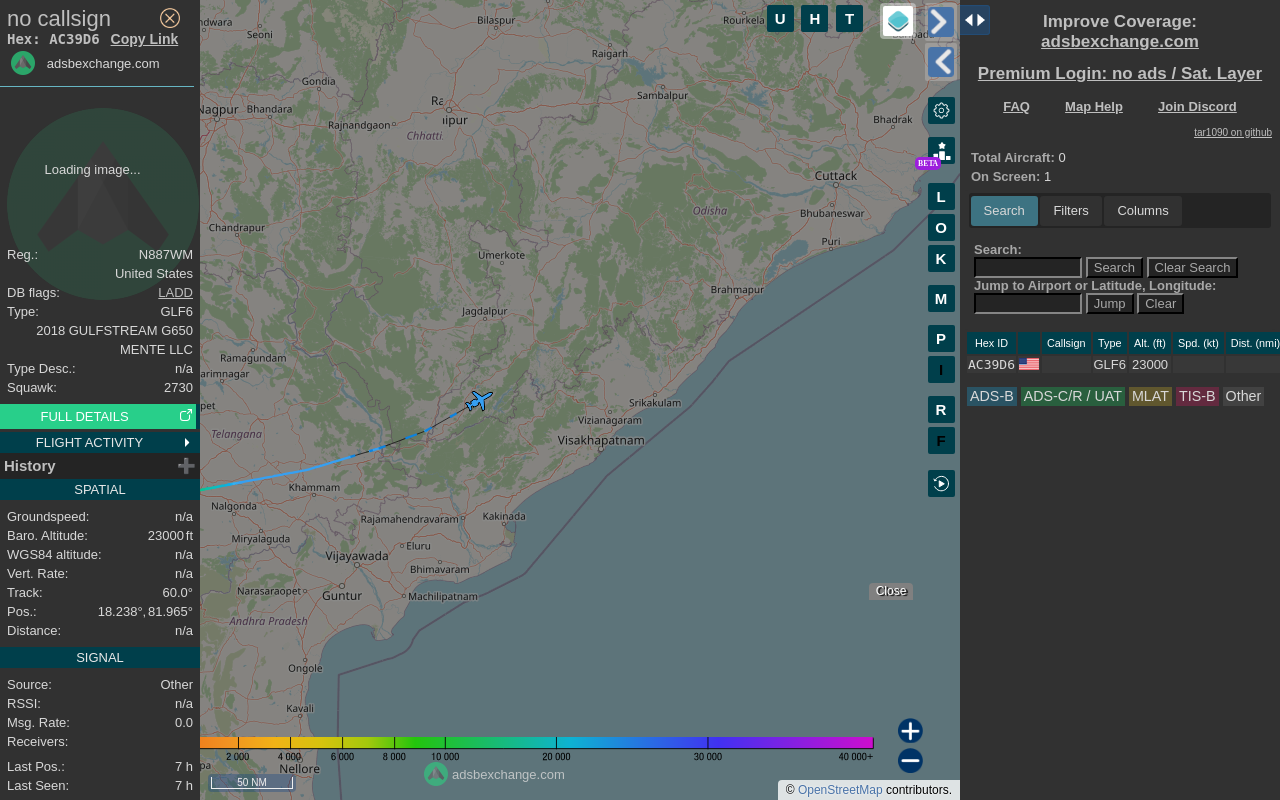 no callsign
Hex: AC39D6 Copy Link
adsbexchange.com
Loading image...
Reg.: N887WM
United States
DB flags: LADD
Type: GLF6
2018 GULFSTREAM G650
MENTE LLC
Type Desc.: n/a
Squawk: 2730
FULL DETAILS
FLIGHT ACTIVITY
History
SPATIAL
Groundspeed: n/a
Baro. Altitude: 23000 ft
WGS84 altitude: n/a
Vert. Rate: n/a
Track: 60.0°
Pos.: 18.238°, 81.965°
Distance: n/a
SIGNAL
Source: Other
RSSI: n/a
Msg. Rate: 0.0
Receivers:
Last Pos.: 7 h
Last Seen: 7 h
Seoni
Bilaspur
Rourkela
Raigarh
Gondia
Nagpur
Bhandara
Rajnandgaon
Chhatti
Sambalpur
Bhadrak
Cuttack
Bhubaneswar
Odisha
Puri
Chandrapur
Umerkote
Brahmapur
Jagdalpur
Ramagundam
arimnagar
pet
Srikakulam
Vizianagaram
Visakhapatnam
Telangana
Khammam
Nalgonda
Rajamahendravaram
Kakinada
Miryalaguda
Eluru
Vijayawada
Bhimavaram
Narasaraopet
Guntur
Machilipatnam
Andhra Pradesh
Ongole
Kavali
Nellore
U H T
BETA
L
O
K
M
P
I
R
F
Close
2 000 4 000 6 000 8 000 10 000 20 000 30 000 40 000+
50 NM
adsbexchange.com
© OpenStreetMap contributors.
Improve Coverage:
adsbexchange.com
Premium Login: no ads / Sat. Layer
FAQ Map Help Join Discord
tar1090 on github
Total Aircraft: 0
On Screen: 1
Search Filters Columns
Search:
Search Clear Search
Jump to Airport or Latitude, Longitude:
Jump Clear
Hex ID Callsign Type Alt. (ft) Spd. (kt) Dist. (nmi)
AC39D6 GLF6 23000
ADS-B ADS-C/R / UAT MLAT TIS-B Other